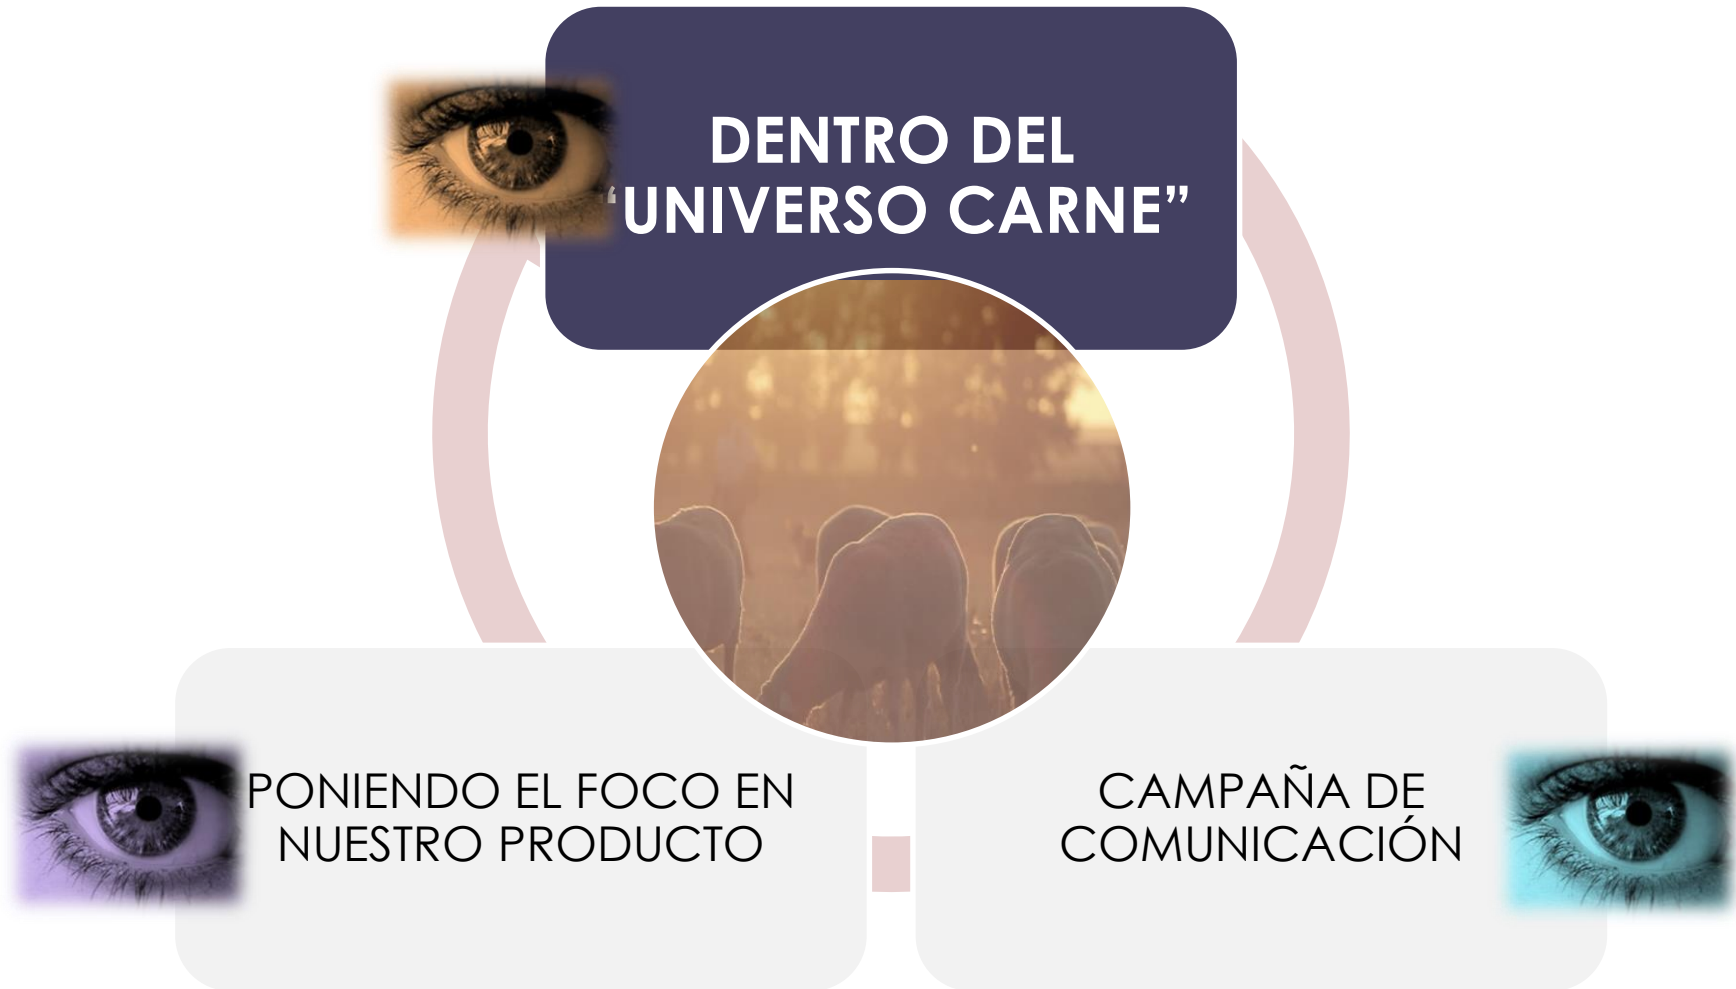 DENTRO DEL
“UNIVERSO CARNE”
PONIENDO EL FOCO EN
NUESTRO PRODUCTO
CAMPAÑA DE
COMUNICACIÓN